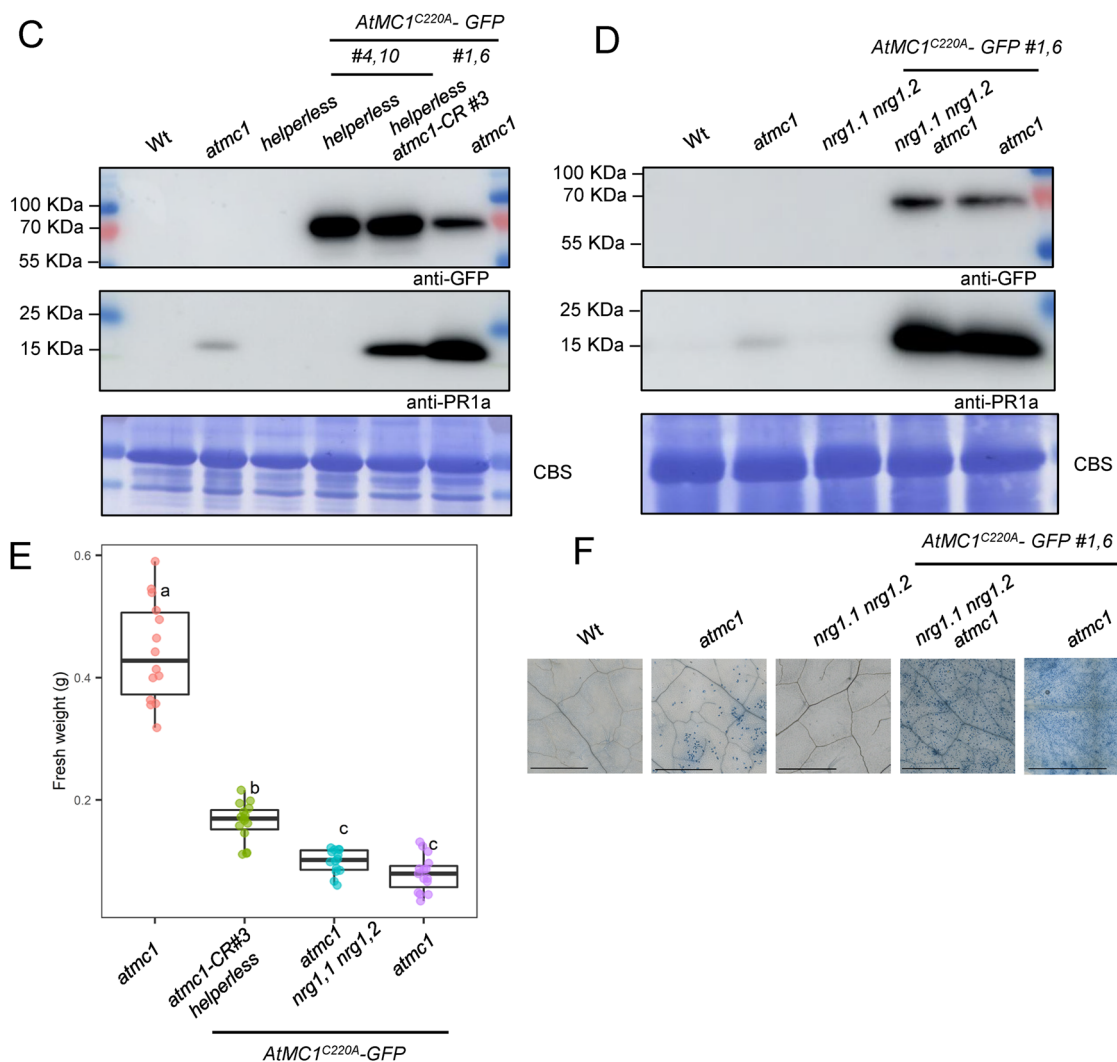 C
AtMC1C220A- GFP
#4,10 #1,6
Wt atmc1 helperless helperless helperless atmc1-CR #3 atmc1
100 KDa
70 KDa
55 KDa
anti-GFP
25 KDa
15 KDa
anti-PR1a
CBS
D
AtMC1C220A- GFP #1,6
Wt atmc1 nrg1.1 nrg1.2 nrg1.1 nrg1.2 atmc1 atmc1
100 KDa
70 KDa
55 KDa
anti-GFP
25 KDa
15 KDa
anti-PR1a
CBS
E
Fresh weight (g)
0.6
0.4
0.2
0.0
a
b
c
c
atmc1
atmc1-CR#3
helperless
atmc1
nrg1,1 nrg1,2
atmc1
AtMC1C220A-GFP
F
AtMC1C220A- GFP #1,6
Wt atmc1 nrg1.1 nrg1.2 nrg1.1 nrg1.2 atmc1 atmc1